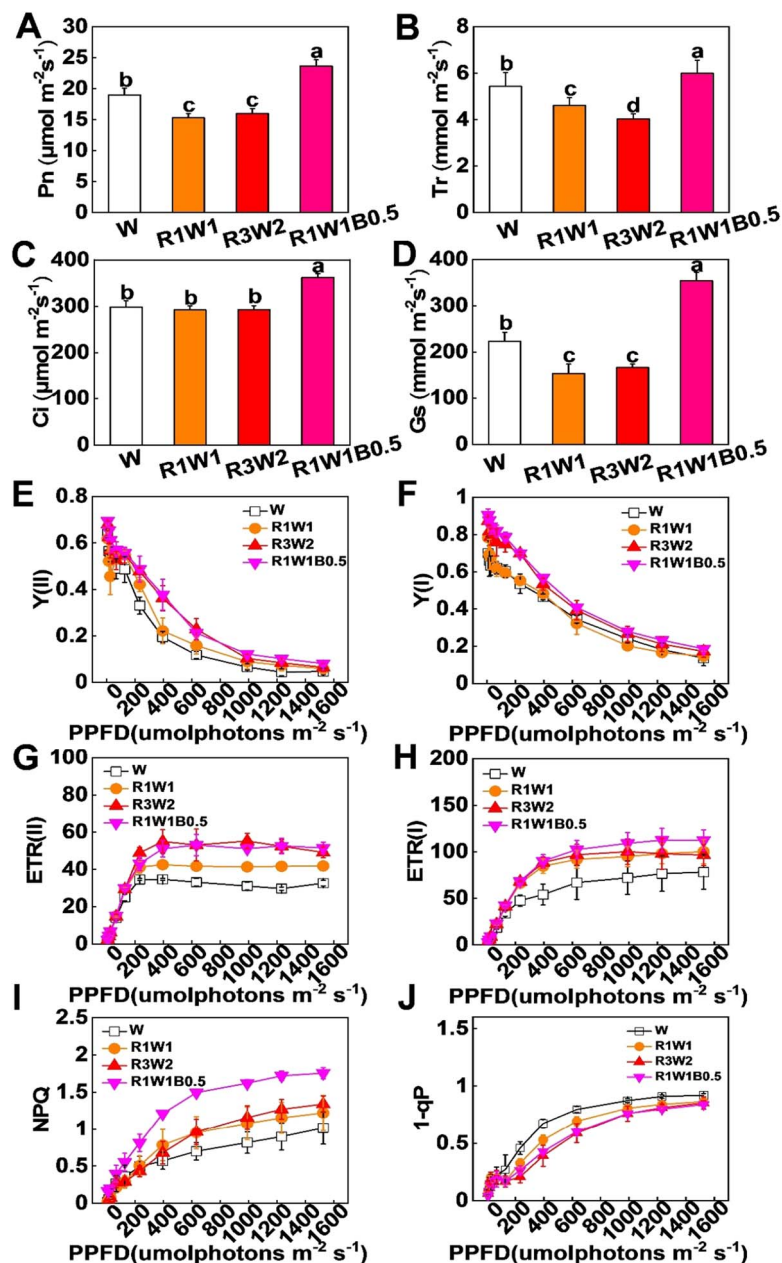 A
B
Pn (μmol m⁻²s⁻¹)
30
25
20
15
10
5
0
b
c
c
a
W
R1W1
R3W2
R1W1B0.5
Tr (mmol m⁻²s⁻¹)
8
6
4
2
0
b
c
d
a
W
R1W1
R3W2
R1W1B0.5
C
D
Ci (μmol m⁻²s⁻¹)
400
300
200
100
0
b
b
b
a
W
R1W1
R3W2
R1W1B0.5
Gs (mmol m⁻²s⁻¹)
400
300
200
100
0
b
c
c
a
W
R1W1
R3W2
R1W1B0.5
E
F
Y(II)
0.8
0.6
0.4
0.2
0
W
R1W1
R3W2
R1W1B0.5
0 200 400 600 800 1000 1200 1400 1600
PPFD(umolphotons m⁻² s⁻¹)
Y(I)
1
0.8
0.6
0.4
0.2
0
W
R1W1
R3W2
R1W1B0.5
0 200 400 600 800 1000 1200 1400 1600
PPFD(umolphotons m⁻² s⁻¹)
G
H
ETR(II)
100
80
60
40
20
0
W
R1W1
R3W2
R1W1B0.5
0 200 400 600 800 1000 1200 1400 1600
PPFD(umolphotons m⁻² s⁻¹)
ETR(I)
200
150
100
50
0
W
R1W1
R3W2
R1W1B0.5
0 200 400 600 800 1000 1200 1400 1600
PPFD(umolphotons m⁻² s⁻¹)
I
J
NPQ
2.5
2
1.5
1
0.5
0
W
R1W1
R3W2
R1W1B0.5
0 200 400 600 800 1000 1200 1400 1600
PPFD(umolphotons m⁻² s⁻¹)
1-qP
1.5
1
0.5
0
W
R1W1
R3W2
R1W1B0.5
0 200 400 600 800 1000 1200 1400 1600
PPFD(umolphotons m⁻² s⁻¹)